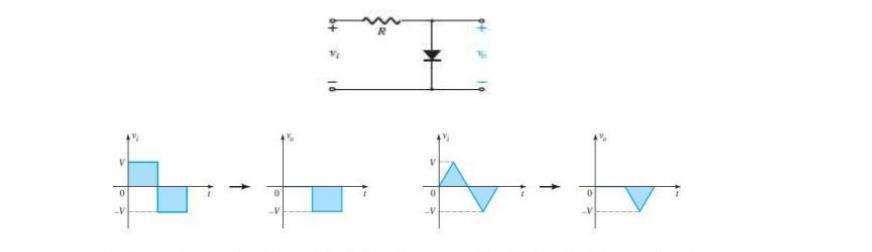 + R +
vi vo
− −
vi vo vi vo
V V
0 t 0 t 0 t 0 t
−V −V −V −V